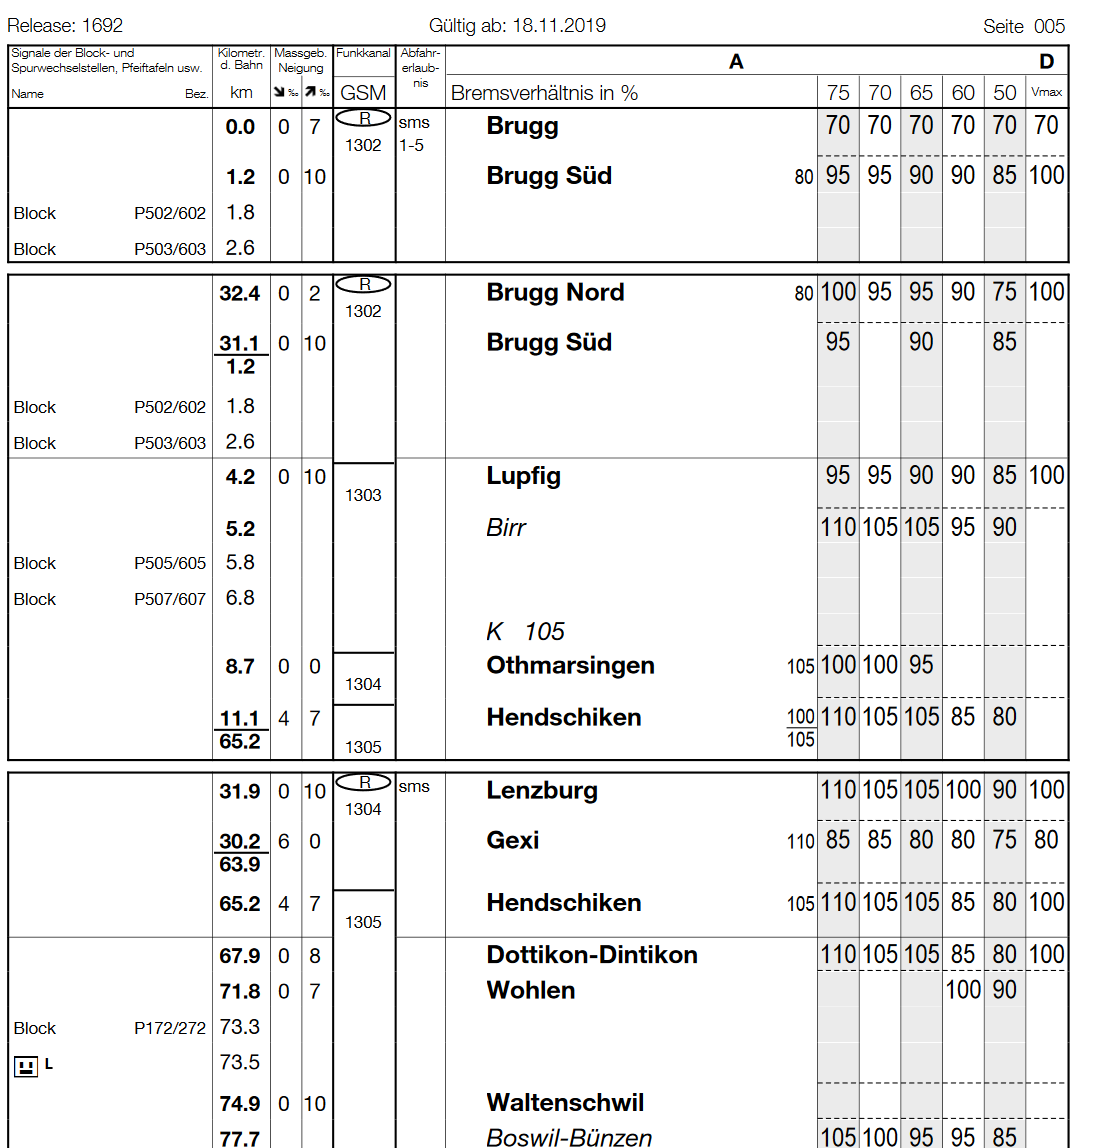 Release: 1692 Gültig ab: 18.11.2019 Seite 005
Signale der Block- und Spurwechselstellen, Pfeiftafeln usw. Kilometr. d. Bahn Massgeb. Neigung Funkkanal Abfahr-erlaub-nis A D
Name Bez. km ‰ ‰ GSM Bremsverhältnis in % 75 70 65 60 50 Vmax
0.0 0 7 R sms Brugg 70 70 70 70 70 70
1302 1-5
1.2 0 10 Brugg Süd 80 95 95 90 90 85 100
Block P502/602 1.8
Block P503/603 2.6
32.4 0 2 R Brugg Nord 80 100 95 95 90 75 100
1302
31.1 0 10 Brugg Süd 95 90 85
1.2
Block P502/602 1.8
Block P503/603 2.6
4.2 0 10 Lupfig 95 95 90 90 85 100
1303
5.2 Birr 110 105 105 95 90
Block P505/605 5.8
Block P507/607 6.8
K 105
8.7 0 0 Othmarsingen 105 100 100 95
1304
11.1 4 7 Hendschiken 100 110 105 105 85 80
65.2 1305 105
31.9 0 10 R sms Lenzburg 110 105 105 100 90 100
1304
30.2 6 0 Gexi 110 85 85 80 80 75 80
63.9
65.2 4 7 Hendschiken 105 110 105 105 85 80 100
1305
67.9 0 8 Dottikon-Dintikon 110 105 105 85 80 100
71.8 0 7 Wohlen 100 90
Block P172/272 73.3
L 73.5
74.9 0 10 Waltenschwil
77.7 Boswil-Bünzen 105 100 95 95 85